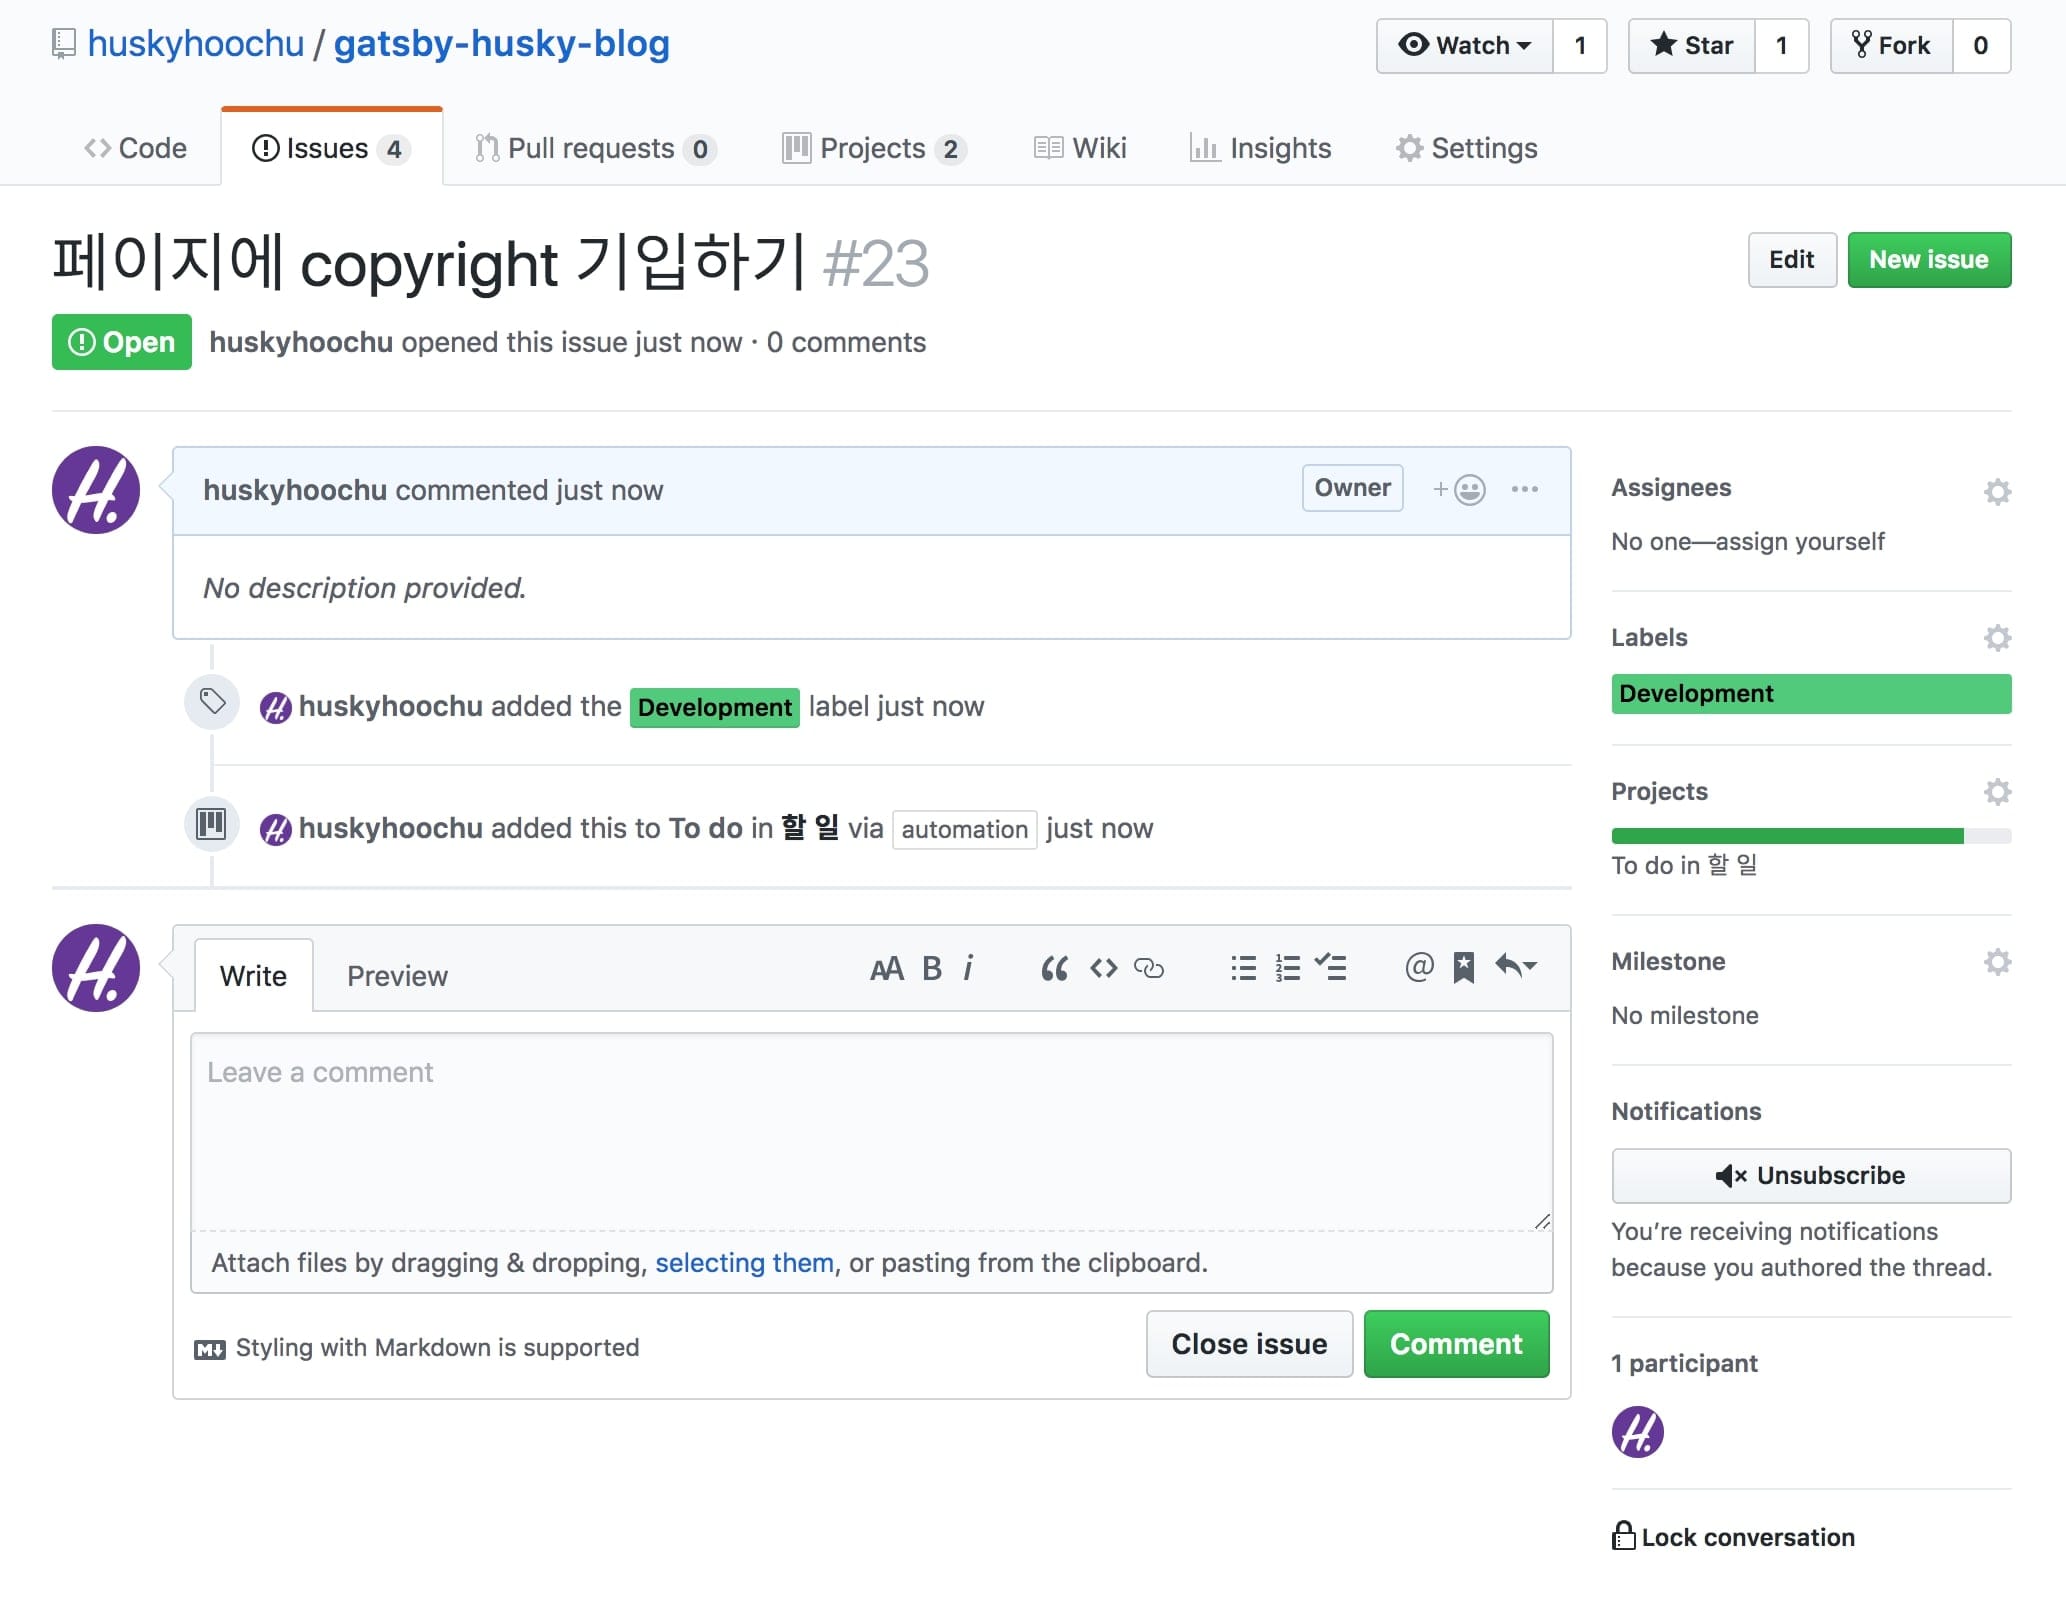 huskyhoochu / gatsby-husky-blog
Watch 1 Star 1 Fork 0
Code Issues 4 Pull requests 0 Projects 2 Wiki Insights Settings
페이지에 copyright 기입하기 #23
Edit New issue
Open huskyhoochu opened this issue just now · 0 comments
huskyhoochu commented just now Owner
No description provided.
huskyhoochu added the Development label just now
huskyhoochu added this to To do in 할 일 via automation just now
Write Preview
Leave a comment
Attach files by dragging & dropping, selecting them, or pasting from the clipboard.
Styling with Markdown is supported
Close issue Comment
Assignees
No one—assign yourself
Labels
Development
Projects
To do in 할 일
Milestone
No milestone
Notifications
Unsubscribe
You’re receiving notifications
because you authored the thread.
1 participant
Lock conversation